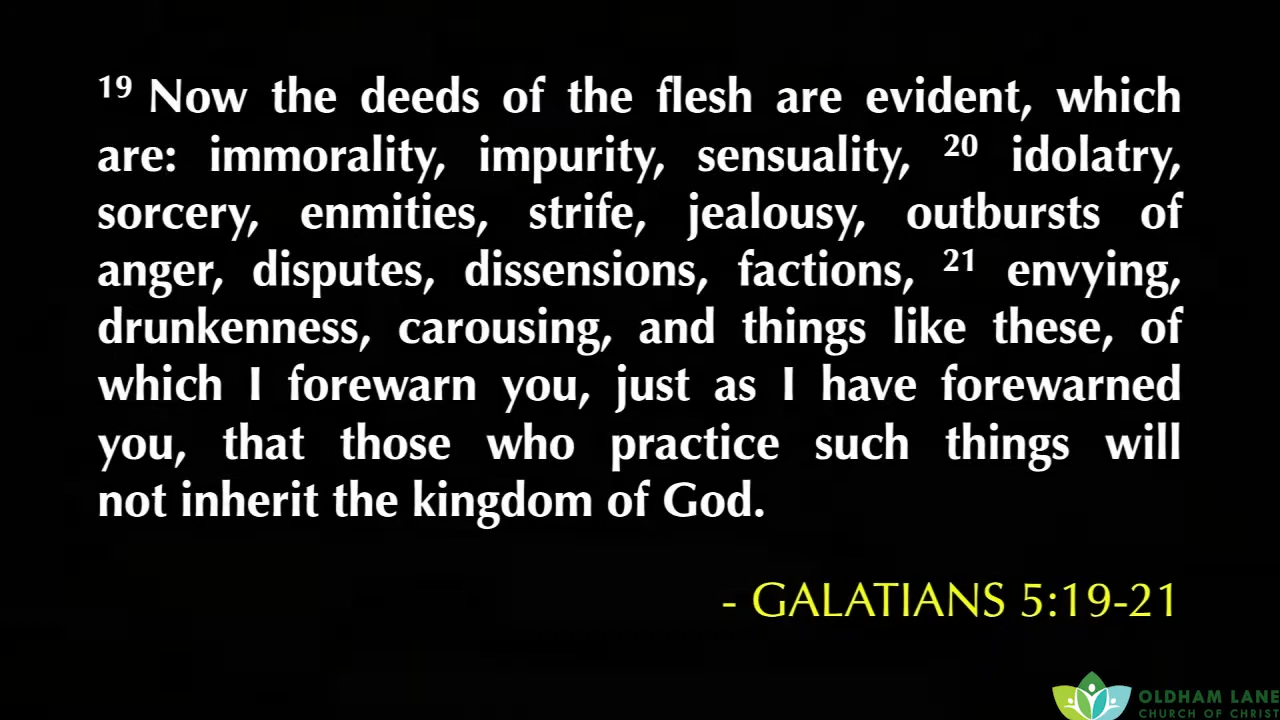 19 Now the deeds of the flesh are evident, which
are: immorality, impurity, sensuality, 20 idolatry,
sorcery, enmities, strife, jealousy, outbursts of
anger, disputes, dissensions, factions, 21 envying,
drunkenness, carousing, and things like these, of
which I forewarn you, just as I have forewarned
you, that those who practice such things will
not inherit the kingdom of God.
- GALATIANS 5:19-21
OLDHAM LANE
CHURCH OF CHRIST